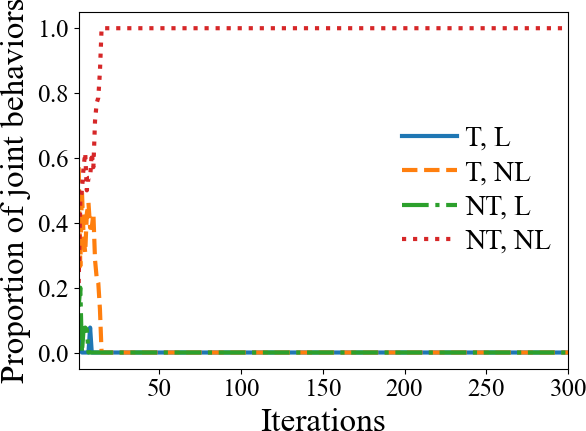 Proportion of joint behaviors
1.0
0.8
0.6
0.4
0.2
0.0
T, L
T, NL
NT, L
NT, NL
50
100
150
200
250
300
Iterations